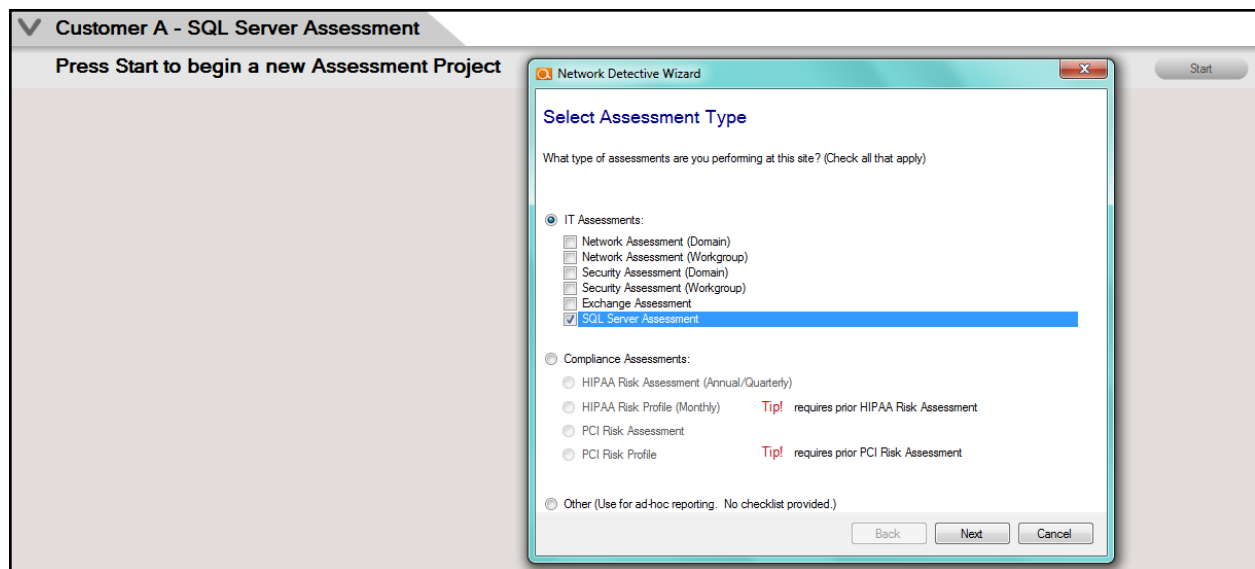 Customer A - SQL Server Assessment
Press Start to begin a new Assessment Project
Start
Network Detective Wizard
Select Assessment Type
What type of assessments are you performing at this site? (Check all that apply)
IT Assessments:
Network Assessment (Domain)
Network Assessment (Workgroup)
Security Assessment (Domain)
Security Assessment (Workgroup)
Exchange Assessment
SQL Server Assessment
Compliance Assessments:
HIPAA Risk Assessment (Annual/Quarterly)
HIPAA Risk Profile (Monthly) Tip! requires prior HIPAA Risk Assessment
PCI Risk Assessment
PCI Risk Profile Tip! requires prior PCI Risk Assessment
Other (Use for ad-hoc reporting. No checklist provided.)
Back Next Cancel